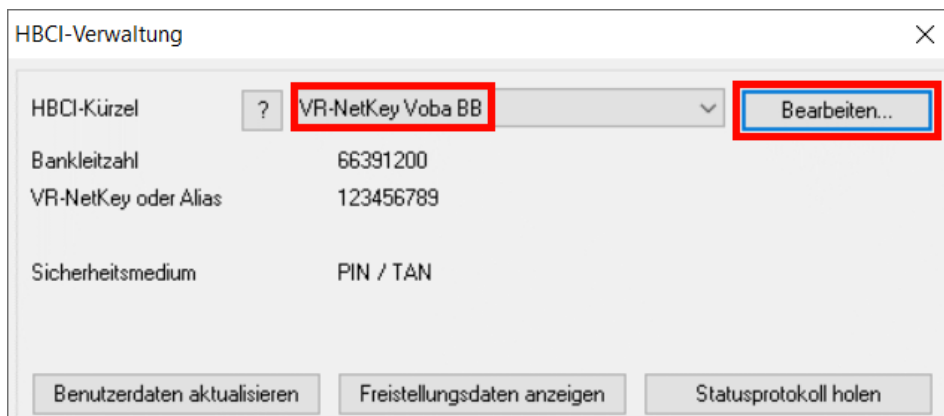 HBCI-Verwaltung
HBCI-Kürzel ? VR-NetKey Voba BB Bearbeiten...
Bankleitzahl 66391200
VR-NetKey oder Alias 123456789
Sicherheitsmedium PIN / TAN
Benutzerdaten aktualisieren Freistellungsdaten anzeigen Statusprotokoll holen